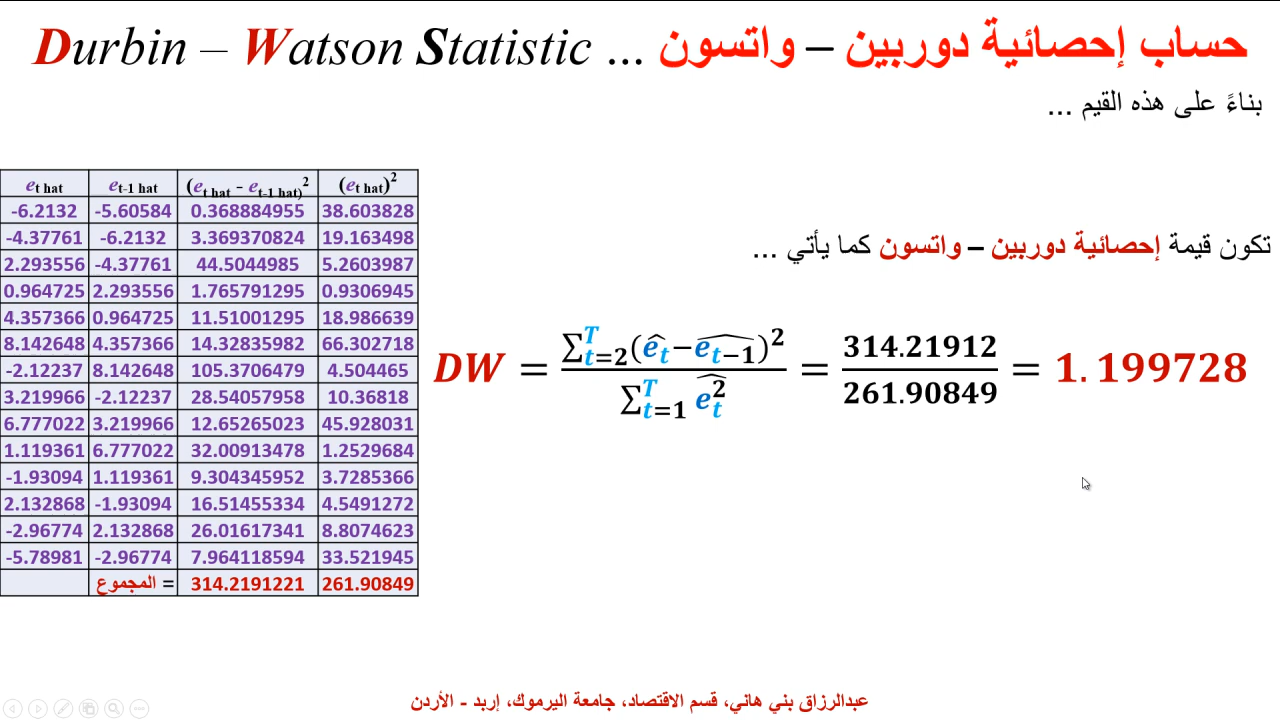 حساب إحصائية دوربين – واتسون ... Durbin – Watson Statistic
بناءً على هذه القيم ...
e_t hat | e_t-1 hat | (e_t hat - e_t-1 hat)^2 | (e_t hat)^2
-6.2132 | -5.60584 | 0.368884955 | 38.603828
-4.37761 | -6.2132 | 3.369370824 | 19.163498
2.293556 | -4.37761 | 44.5044985 | 5.2603987
0.964725 | 2.293556 | 1.765791295 | 0.9306945
4.357366 | 0.964725 | 11.51001295 | 18.986639
8.142648 | 4.357366 | 14.32835982 | 66.302718
-2.12237 | 8.142648 | 105.3706479 | 4.504465
3.219966 | -2.12237 | 28.54057958 | 10.36818
6.777022 | 3.219966 | 12.65265023 | 45.928031
1.119361 | 6.777022 | 32.00913478 | 1.2529684
-1.93094 | 1.119361 | 9.304345952 | 3.7285366
2.132868 | -1.93094 | 16.51455334 | 4.5491272
-2.96774 | 2.132868 | 26.01617341 | 8.8074623
-5.78981 | -2.96774 | 7.964118594 | 33.521945
المجموع = | 314.2191221 | 261.90849
تكون قيمة إحصائية دوربين – واتسون كما يأتي ...
DW = ∑_{t=2}^{T}(ê_t − ê_{t−1})^2 / ∑_{t=1}^{T} ê_t^2 = 314.21912 / 261.90849 = 1.199728
عبدالرزاق بني هاني، قسم الاقتصاد، جامعة اليرموك، إربد - الأردن